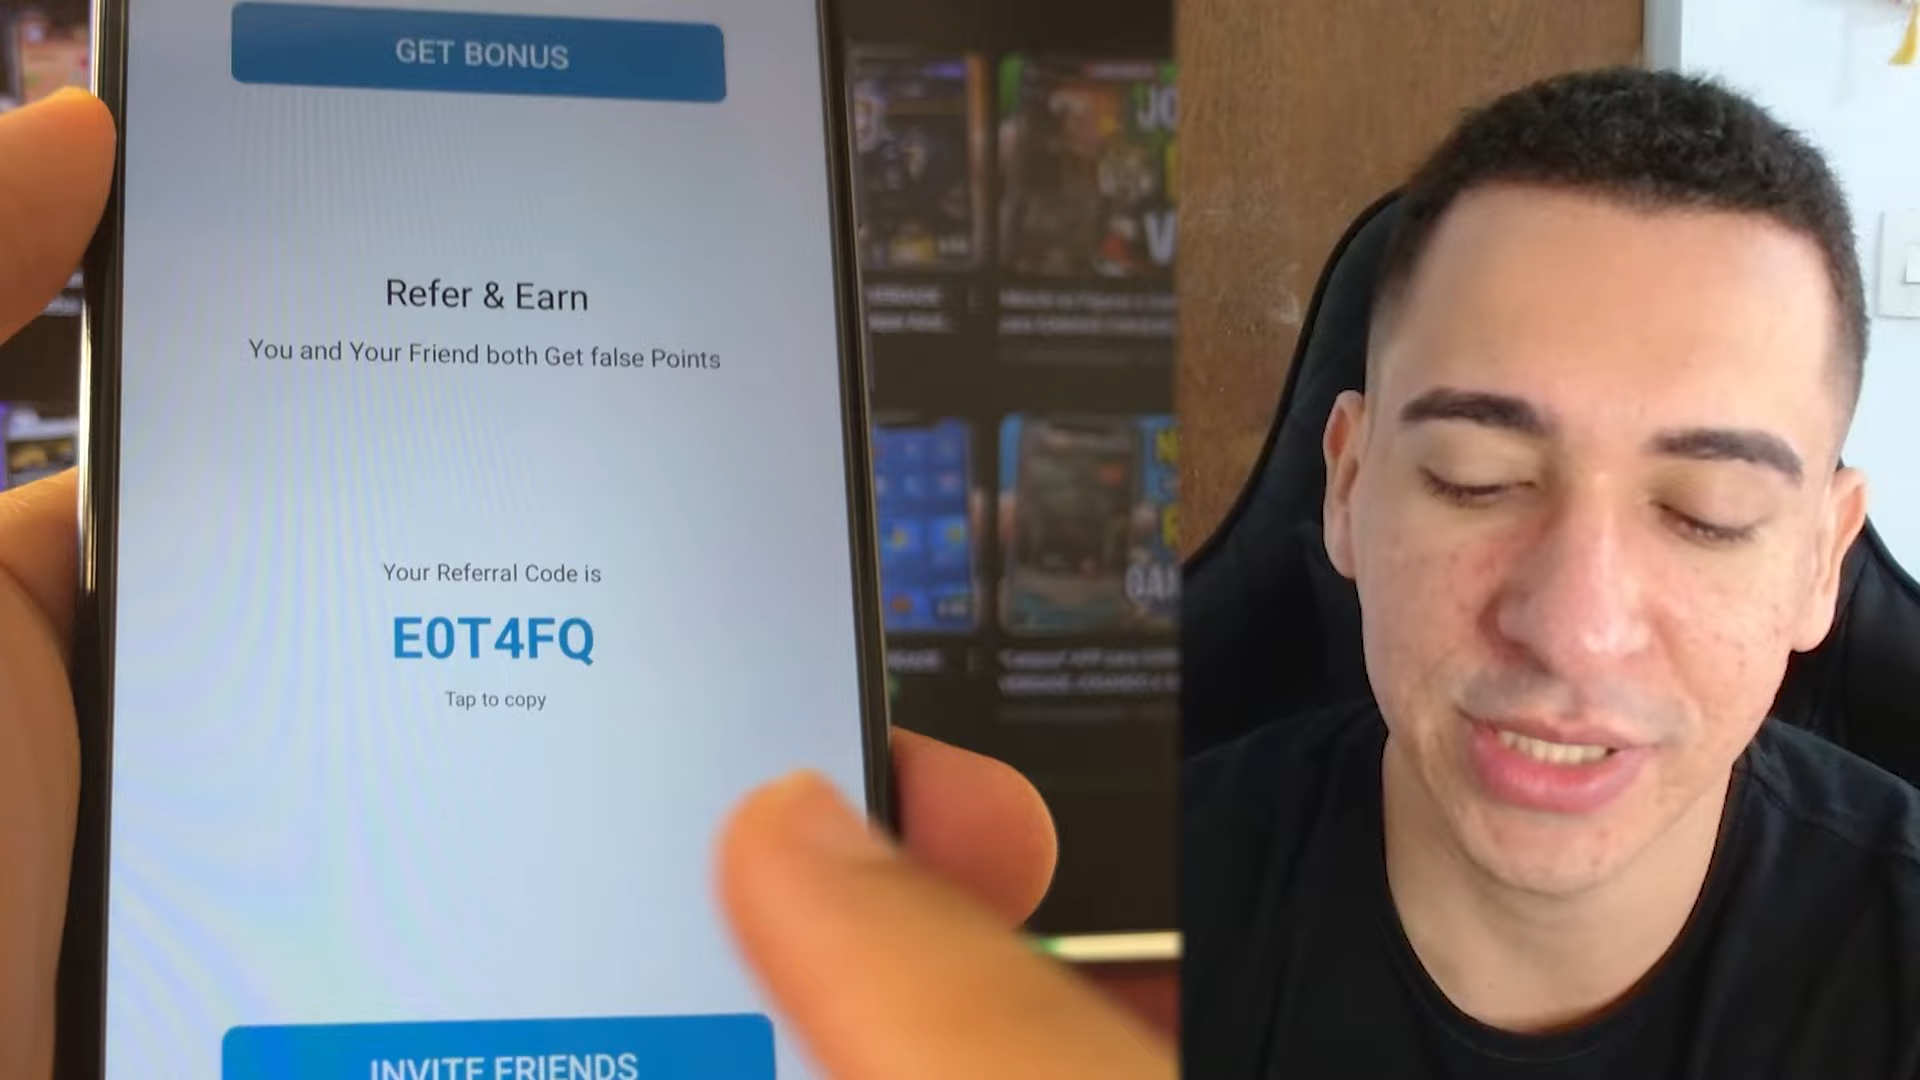 GET BONUS
Refer & Earn
You and Your Friend both Get false Points
Your Referral Code is
E0T4FQ
Tap to copy
INVITE FRIENDS